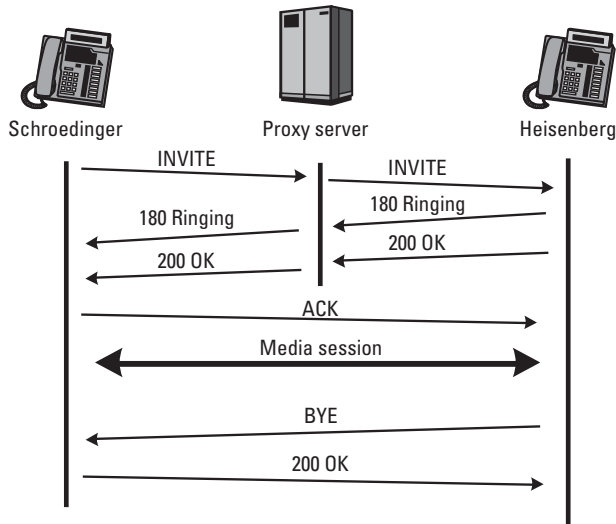 Schroedinger
Proxy server
Heisenberg
INVITE
INVITE
180 Ringing
180 Ringing
200 OK
200 OK
ACK
Media session
BYE
200 OK